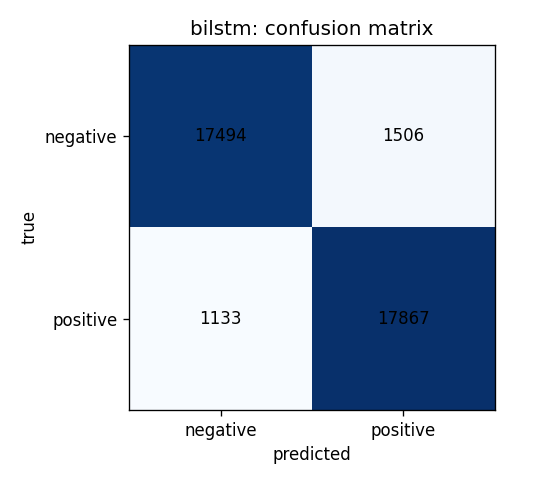 bilstm: confusion matrix
negative
17494 1506
true
positive
1133 17867
negative positive
predicted